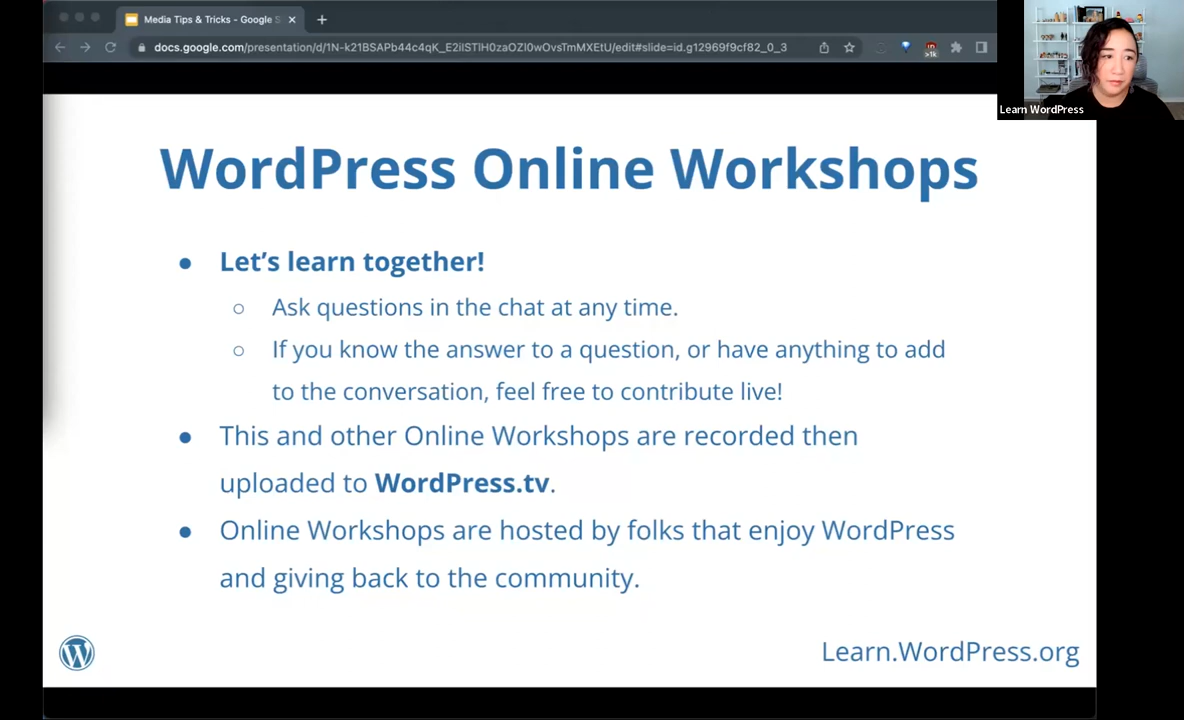 Media Tips & Tricks - Google S
docs.google.com/presentation/d/1N-k21BSAPb44c4qK_E2iISTlH0zaOZl0wOvsTmMXEtU/edit#slide=id.g12969f9cf82_0_3
>1k
Learn WordPress
WordPress Online Workshops
● Let’s learn together!
○ Ask questions in the chat at any time.
○ If you know the answer to a question, or have anything to add
to the conversation, feel free to contribute live!
● This and other Online Workshops are recorded then
uploaded to WordPress.tv.
● Online Workshops are hosted by folks that enjoy WordPress
and giving back to the community.
Learn.WordPress.org